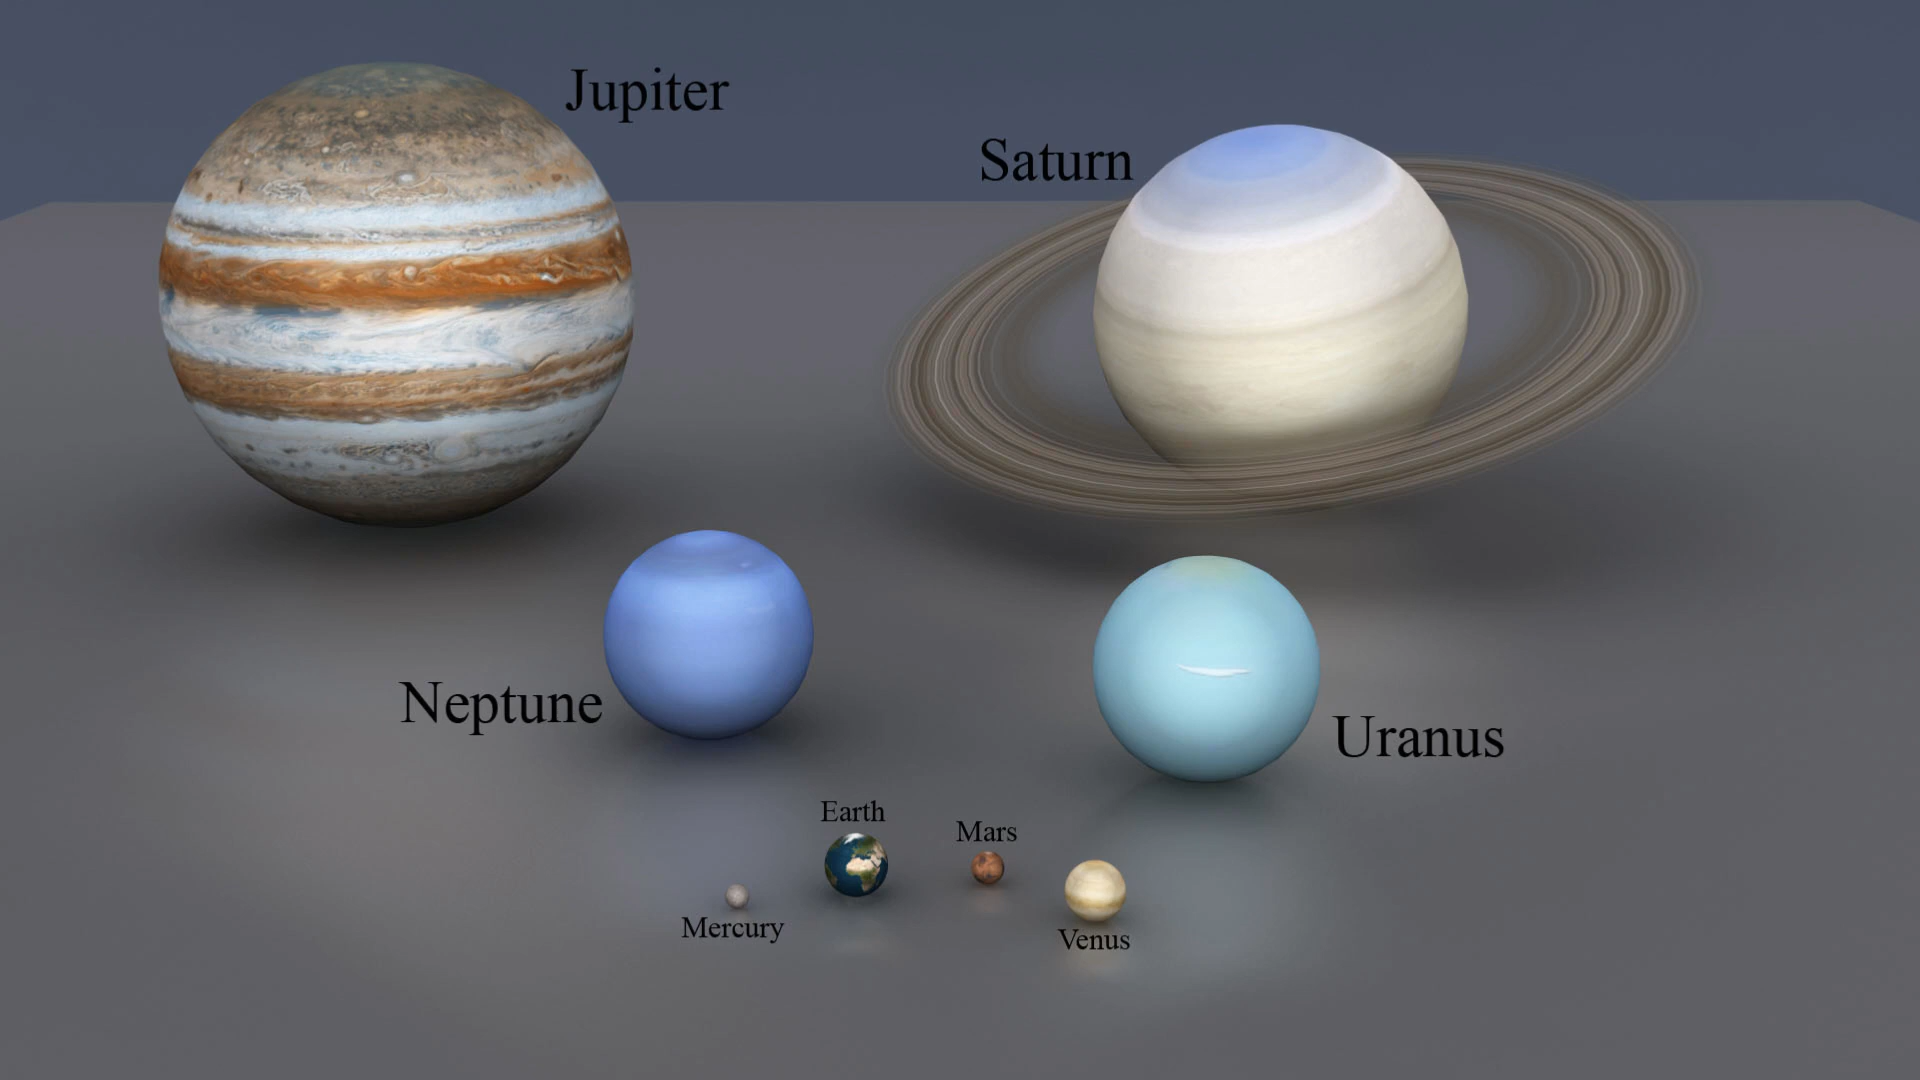 Jupiter
Saturn
Neptune
Uranus
Earth
Mars
Mercury
Venus